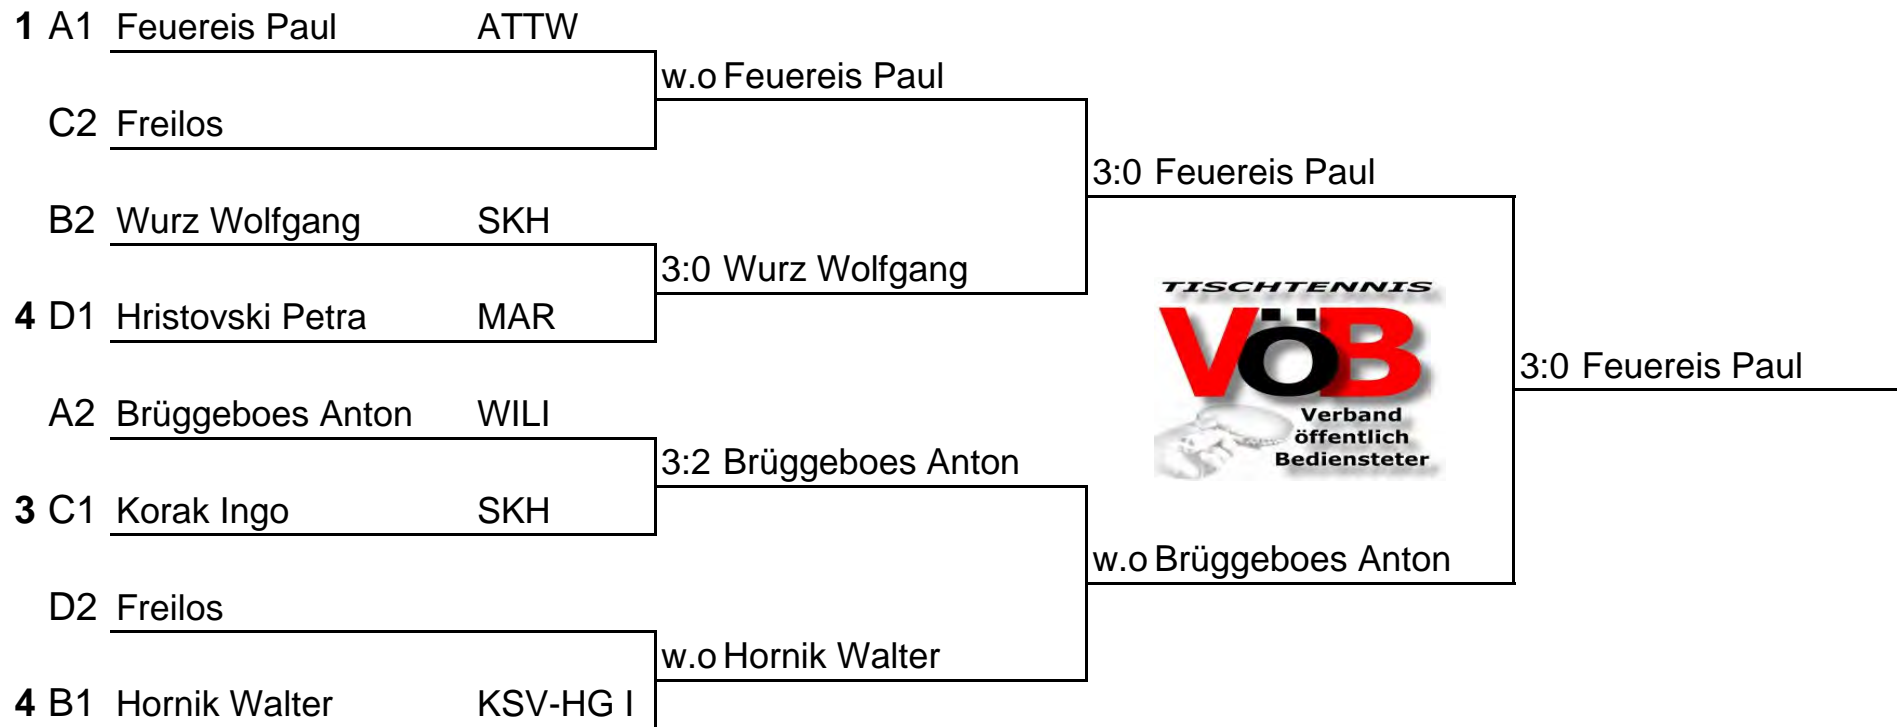 1 A1 Feuereis Paul ATTW
w.o Feuereis Paul
C2 Freilos
3:0 Feuereis Paul
B2 Wurz Wolfgang SKH
3:0 Wurz Wolfgang
4 D1 Hristovski Petra MAR
TISCHTENNIS
VÖB
Verband
öffentlich
Bediensteter
3:0 Feuereis Paul
A2 Brüggeboes Anton WILI
3:2 Brüggeboes Anton
3 C1 Korak Ingo SKH
w.o Brüggeboes Anton
D2 Freilos
w.o Hornik Walter
4 B1 Hornik Walter KSV-HG I